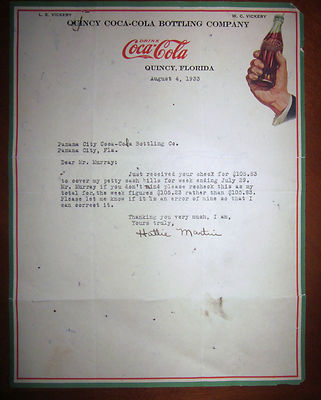 L. E. VICKERY W. C. VICKERY
QUINCY COCA-COLA BOTTLING COMPANY
DRINK
Coca-Cola
QUINCY, FLORIDA
August 4, 1933
Panama City Coca-Cola Bottling Co.
Panama City, Fla.
Dear Mr. Murray:
Just received your check for $105.83
to cover my petty cash bills for week ending July 29.
Mr. Murray if you don't mind please recheck this as my
total for the week figures $106.23 rather than $105.83.
Please let me know if it is an error of mine so that I
can correct it.
Thanking you very much, I am,
Yours truly,
Hattie Martin